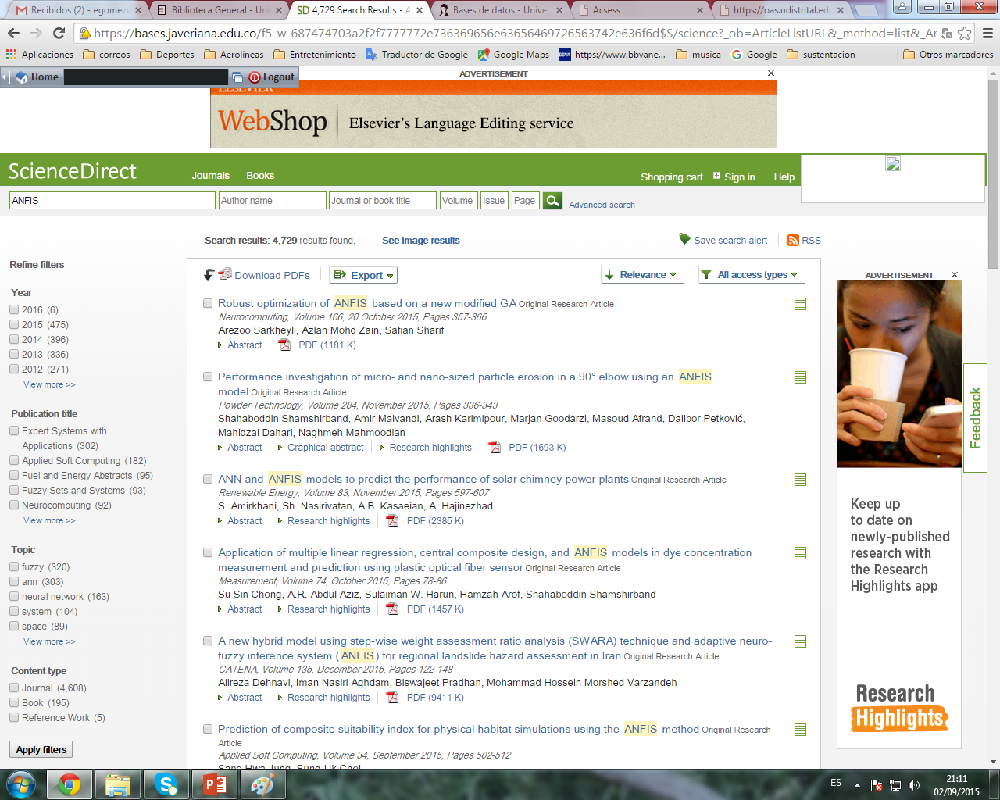 Recibidos (2) - egomez
Biblioteca General - Uni
SD 4,729 Search Results - A
Bases de datos - Univer
Acsess
https://oas.udistrital.ed
https://bases.javeriana.edu.co/f5-w-687474703a2f2f7777772e736369656e63656469726563742e636f6d$$/science?_ob=ArticleListURL&_method=list&_Ar
Aplicaciones correos Deportes Aerolineas Entretenimiento Traductor de Google Google Maps BBVA https://www.bbvane... musica Google sustentacion Otros marcadores
Home Logout
ADVERTISEMENT
ELSEVIER
WebShop Elsevier's Language Editing service
ScienceDirect Journals Books Shopping cart Sign in Help
ANFIS Author name Journal or book title Volume Issue Page Advanced search
Search results: 4,729 results found. See image results Save search alert RSS
Refine filters
Year
2016 (6)
2015 (475)
2014 (396)
2013 (336)
2012 (271)
View more >>
Publication title
Expert Systems with
Applications (302)
Applied Soft Computing (182)
Fuel and Energy Abstracts (95)
Fuzzy Sets and Systems (93)
Neurocomputing (92)
View more >>
Topic
fuzzy (320)
ann (303)
neural network (163)
system (104)
space (89)
View more >>
Content type
Journal (4,608)
Book (195)
Reference Work (5)
Apply filters
Download PDFs Export Relevance All access types
Robust optimization of ANFIS based on a new modified GA Original Research Article
Neurocomputing, Volume 166, 20 October 2015, Pages 357-366
Arezoo Sarkheyli, Azlan Mohd Zain, Safian Sharif
Abstract PDF (1181 K)
Performance investigation of micro- and nano-sized particle erosion in a 90° elbow using an ANFIS
model Original Research Article
Powder Technology, Volume 284, November 2015, Pages 336-343
Shahaboddin Shamshirband, Amir Malvandi, Arash Karimipour, Marjan Goodarzi, Masoud Afrand, Dalibor Petković,
Mahidzal Dahari, Naghmeh Mahmoodian
Abstract Graphical abstract Research highlights PDF (1693 K)
ANN and ANFIS models to predict the performance of solar chimney power plants Original Research Article
Renewable Energy, Volume 83, November 2015, Pages 597-607
S. Amirkhani, Sh. Nasirivatan, A.B. Kasaeian, A. Hajinezhad
Abstract Research highlights PDF (2385 K)
Application of multiple linear regression, central composite design, and ANFIS models in dye concentration
measurement and prediction using plastic optical fiber sensor Original Research Article
Measurement, Volume 74, October 2015, Pages 78-86
Su Sin Chong, A.R. Abdul Aziz, Sulaiman W. Harun, Hamzah Arof, Shahaboddin Shamshirband
Abstract Research highlights PDF (1457 K)
A new hybrid model using step-wise weight assessment ratio analysis (SWARA) technique and adaptive neuro-
fuzzy inference system (ANFIS) for regional landslide hazard assessment in Iran Original Research Article
CATENA, Volume 135, December 2015, Pages 122-148
Alireza Dehnavi, Iman Nasiri Aghdam, Biswajeet Pradhan, Mohammad Hossein Morshed Varzandeh
Abstract Research highlights PDF (9411 K)
Prediction of composite suitability index for physical habitat simulations using the ANFIS method Original Research
Article
Applied Soft Computing, Volume 34, September 2015, Pages 502-512
Sang Hwa Jung, Sung-Uk Choi
ADVERTISEMENT
Keep up
to date on
newly-published
research with
the Research
Highlights app
Research
Highlights
Feedback
ES
21:11
02/09/2015